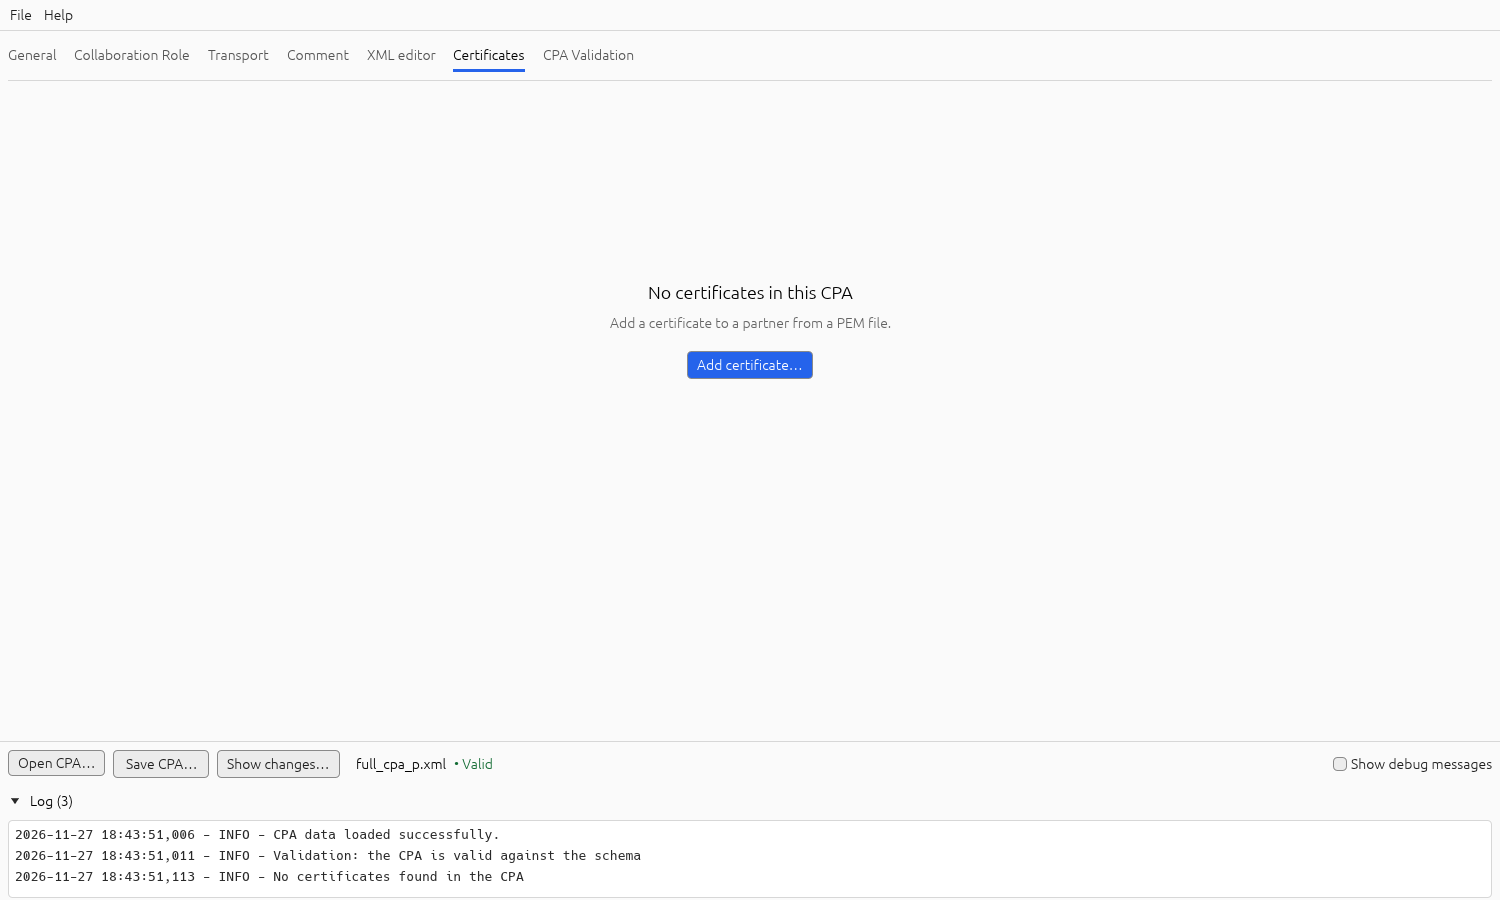 File Help
General Collaboration Role Transport Comment XML editor Certificates CPA Validation
No certificates in this CPA
Add a certificate to a partner from a PEM file.
Add certificate...
Open CPA... Save CPA... Show changes... full_cpa_p.xml • Valid Show debug messages
▼ Log (3)
2026-11-27 18:43:51,006 - INFO - CPA data loaded successfully.
2026-11-27 18:43:51,011 - INFO - Validation: the CPA is valid against the schema
2026-11-27 18:43:51,113 - INFO - No certificates found in the CPA